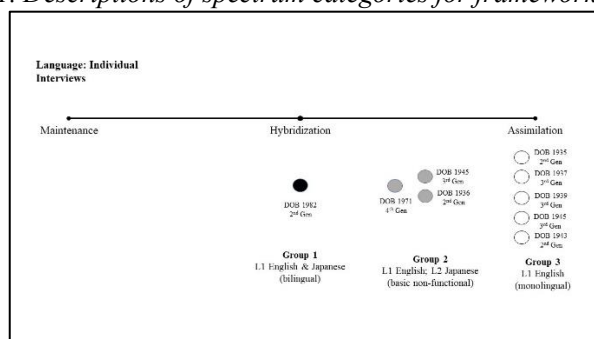 Descriptions of spectrum categories for framework
Language: Individual
Interviews
Maintenance
Hybridization
Assimilation
DOB 1982
2nd Gen
Group 1
L1 English & Japanese
(bilingual)
DOB 1971
4th Gen
DOB 1945
3rd Gen
DOB 1936
2nd Gen
Group 2
L1 English; L2 Japanese
(basic non-functional)
DOB 1935
2nd Gen
DOB 1937
3rd Gen
DOB 1939
3rd Gen
DOB 1945
3rd Gen
DOB 1943
2nd Gen
Group 3
L1 English
(monolingual)